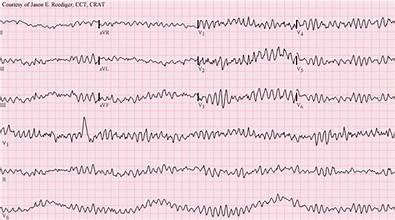 Courtesy of Jason E. Roediger, CCT, CRAT
I aVR V1 V4
II aVL V2 V5
III aVF V3 V6
V1
II
V6